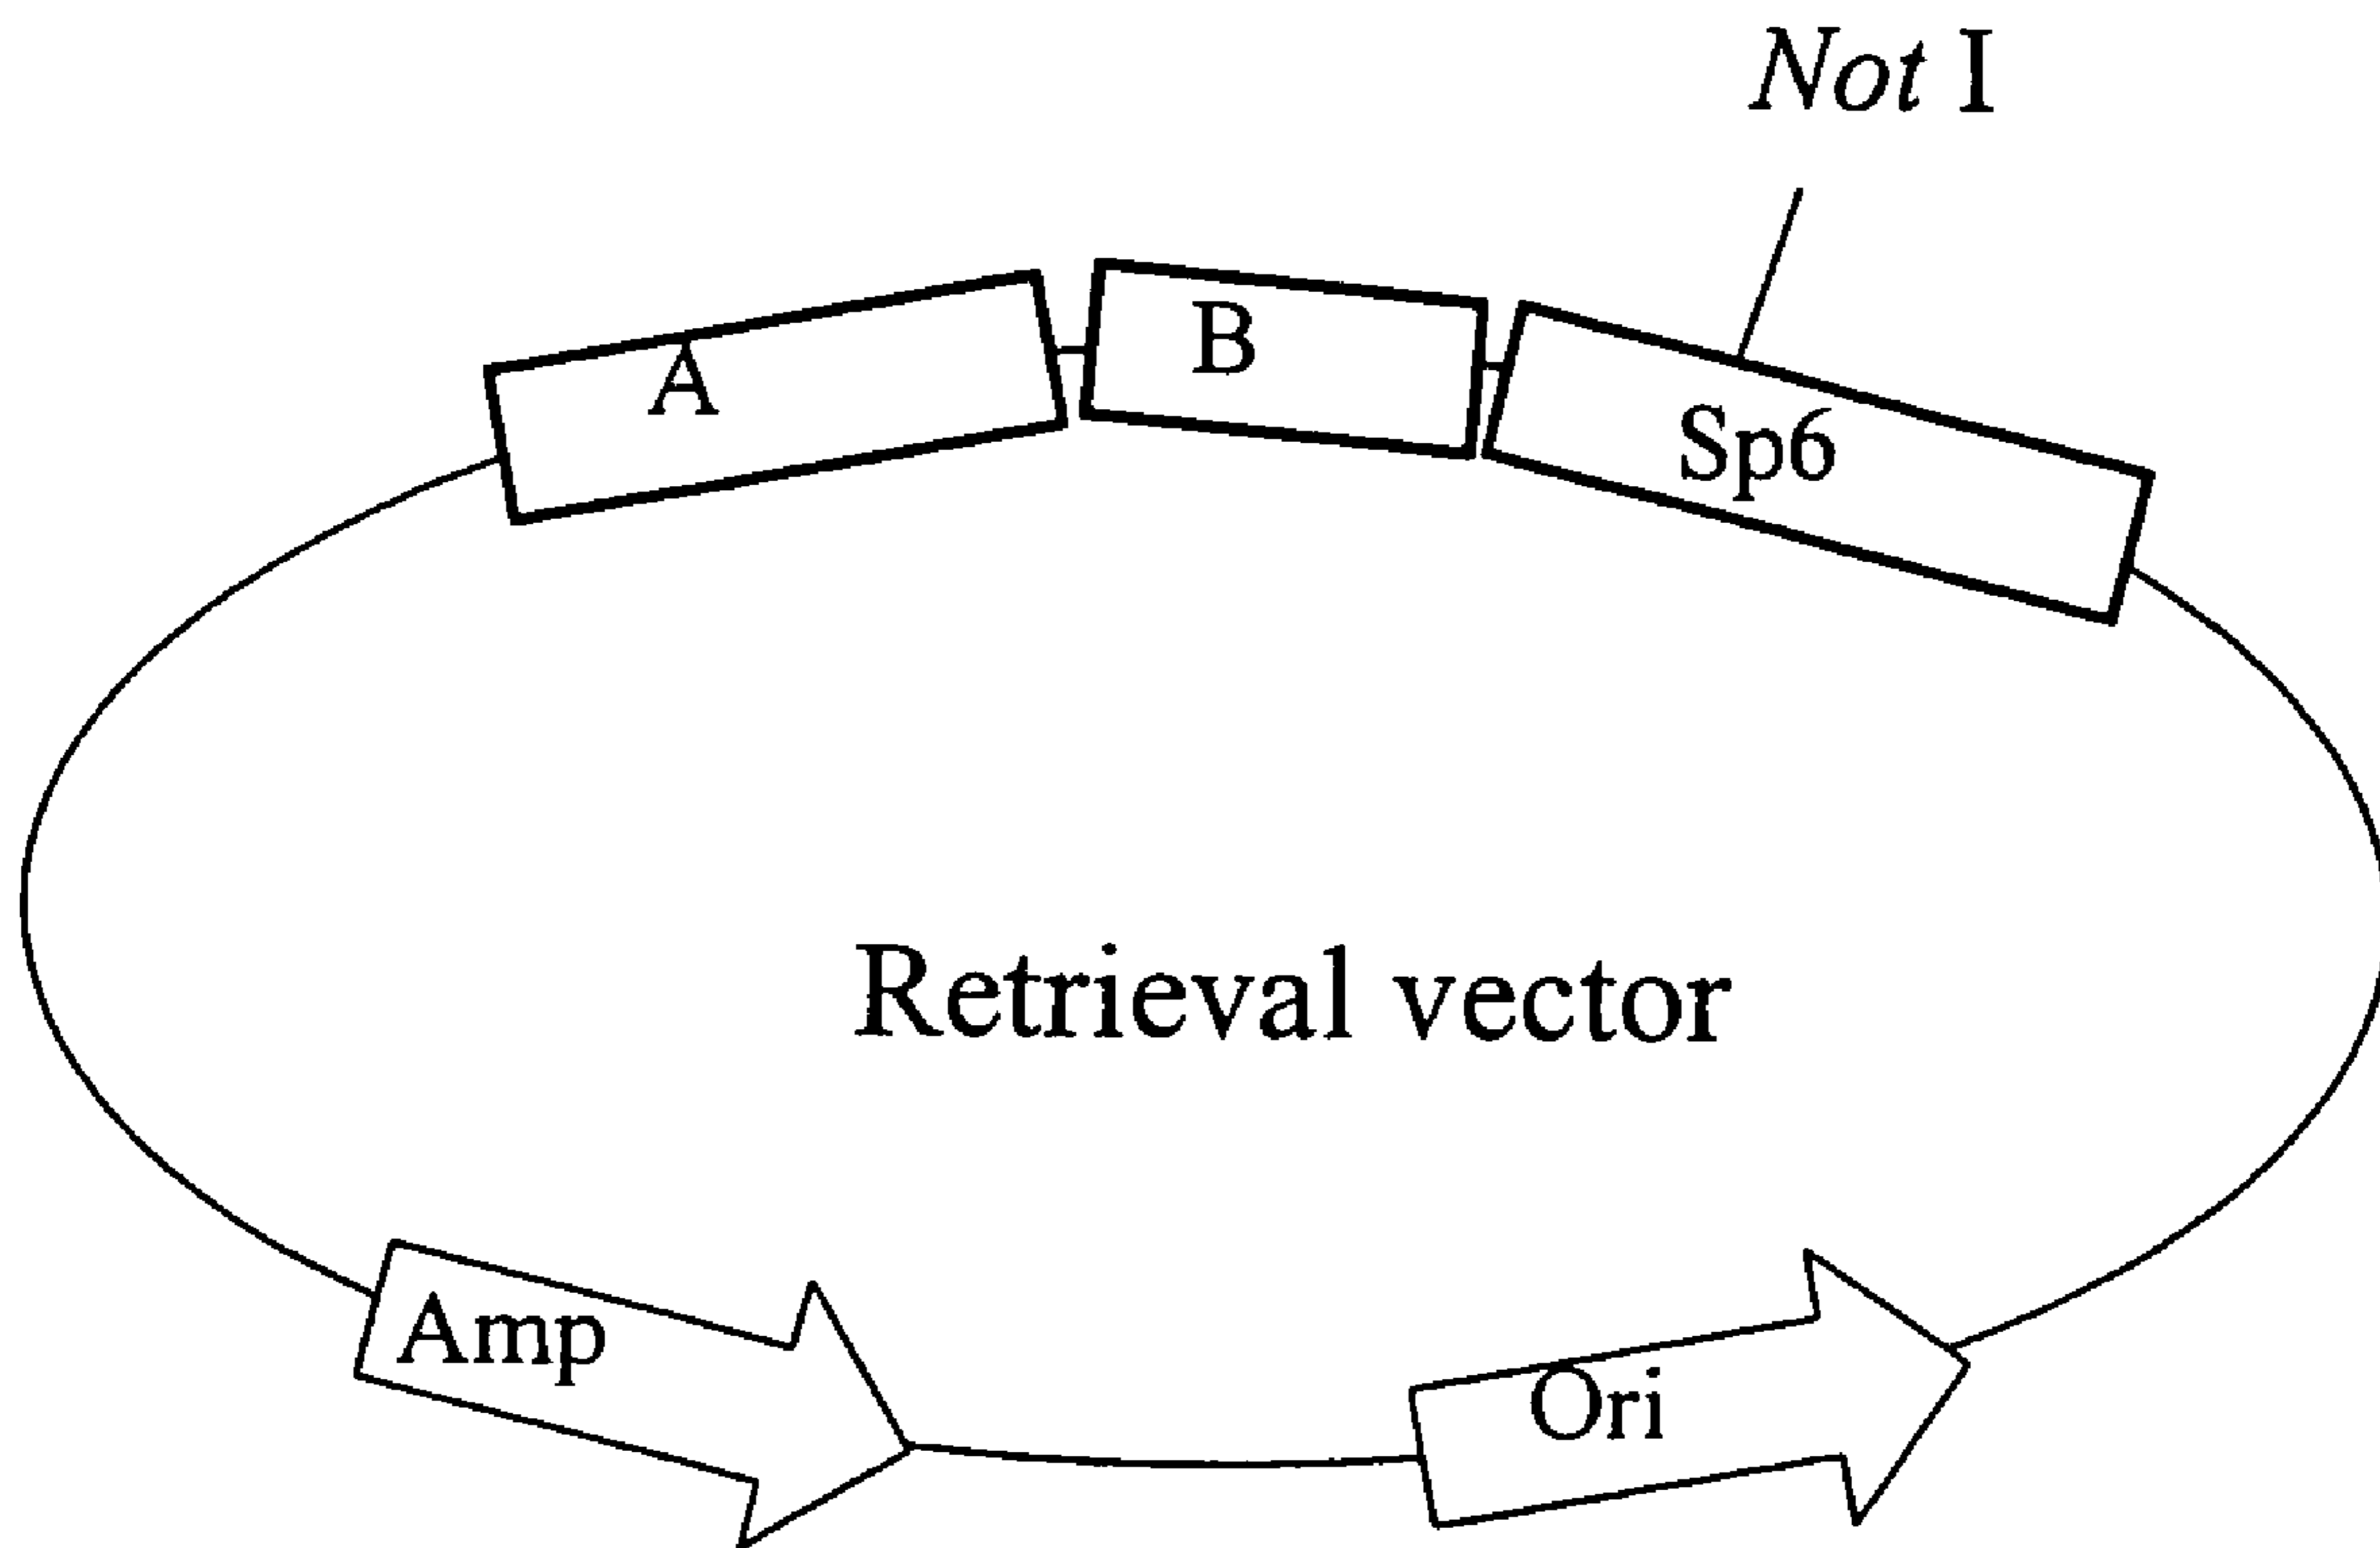 Not I
A
B
Sp6
Retrieval vector
Amp
Ori